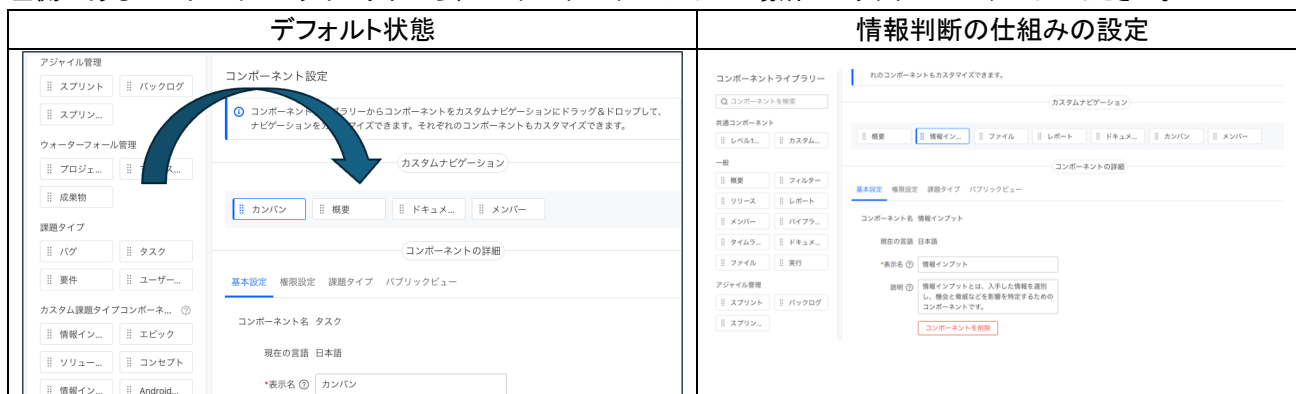 デフォルト状態
アジャイル管理
スプリント
バックログ
スプリン...
ウォーターフォール管理
プロジェ...
成果物
課題タイプ
バグ
タスク
要件
ユーザー...
カスタム課題タイプコンポーネ...
情報イン...
エピック
ソリュー...
コンセプト
情報イン...
Android...
コンポーネント設定
コンポーネント
ラリーからコンポーネントをカスタムナビゲーションにドラッグ&ドロップして、
ナビゲーションを
マイズできます。それぞれのコンポーネントもカスタマイズできます。
カスタムナビゲーション
カンバン
概要
ドキュメ...
メンバー
コンポーネントの詳細
基本設定 権限設定 課題タイプ パブリックビュー
コンポーネント名 タスク
現在の言語 日本語
*表示名 カンバン
情報判断の仕組みの設定
コンポーネントライブラリー
コンポーネントを検索
共通コンポーネント
レベル1...
カスタム...
一般
概要
フィルター
リリース
レポート
メンバー
パイプラ...
タイムラ...
ドキュメ...
ファイル
実行
アジャイル管理
スプリント
バックログ
スプリン...
れのコンポーネントもカスタマイズできます。
カスタムナビゲーション
概要
情報イン...
ファイル
レポート
ドキュメ...
カンバン
メンバー
コンポーネントの詳細
基本設定 権限設定 課題タイプ パブリックビュー
コンポーネント名 情報インプット
現在の言語 日本語
*表示名 情報インプット
説明 情報インプットとは、入手した情報を選別
し、機会と脅威などを影響を特定するための
コンポーネントです。
コンポーネントを削除